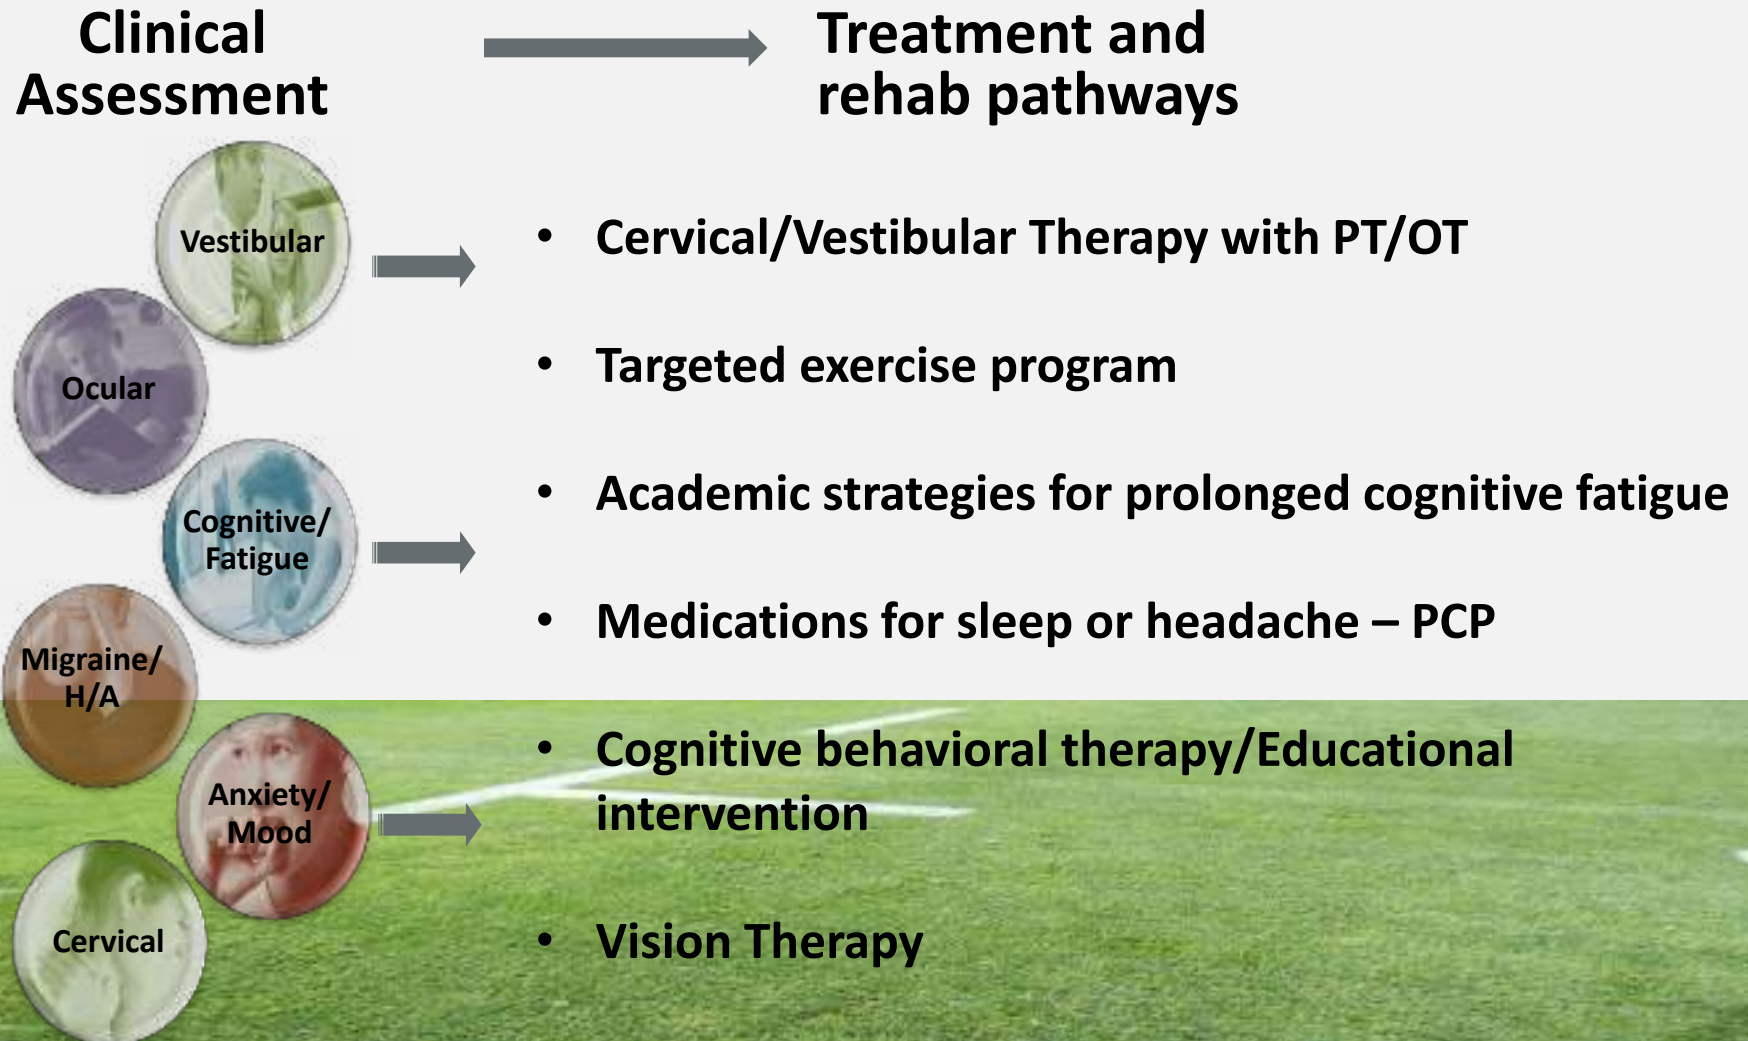 Clinical
Assessment
Treatment and
rehab pathways
Vestibular
Ocular
Cognitive/
Fatigue
Migraine/
H/A
Anxiety/
Mood
Cervical
• Cervical/Vestibular Therapy with PT/OT
• Targeted exercise program
• Academic strategies for prolonged cognitive fatigue
• Medications for sleep or headache – PCP
• Cognitive behavioral therapy/Educational
intervention
• Vision Therapy